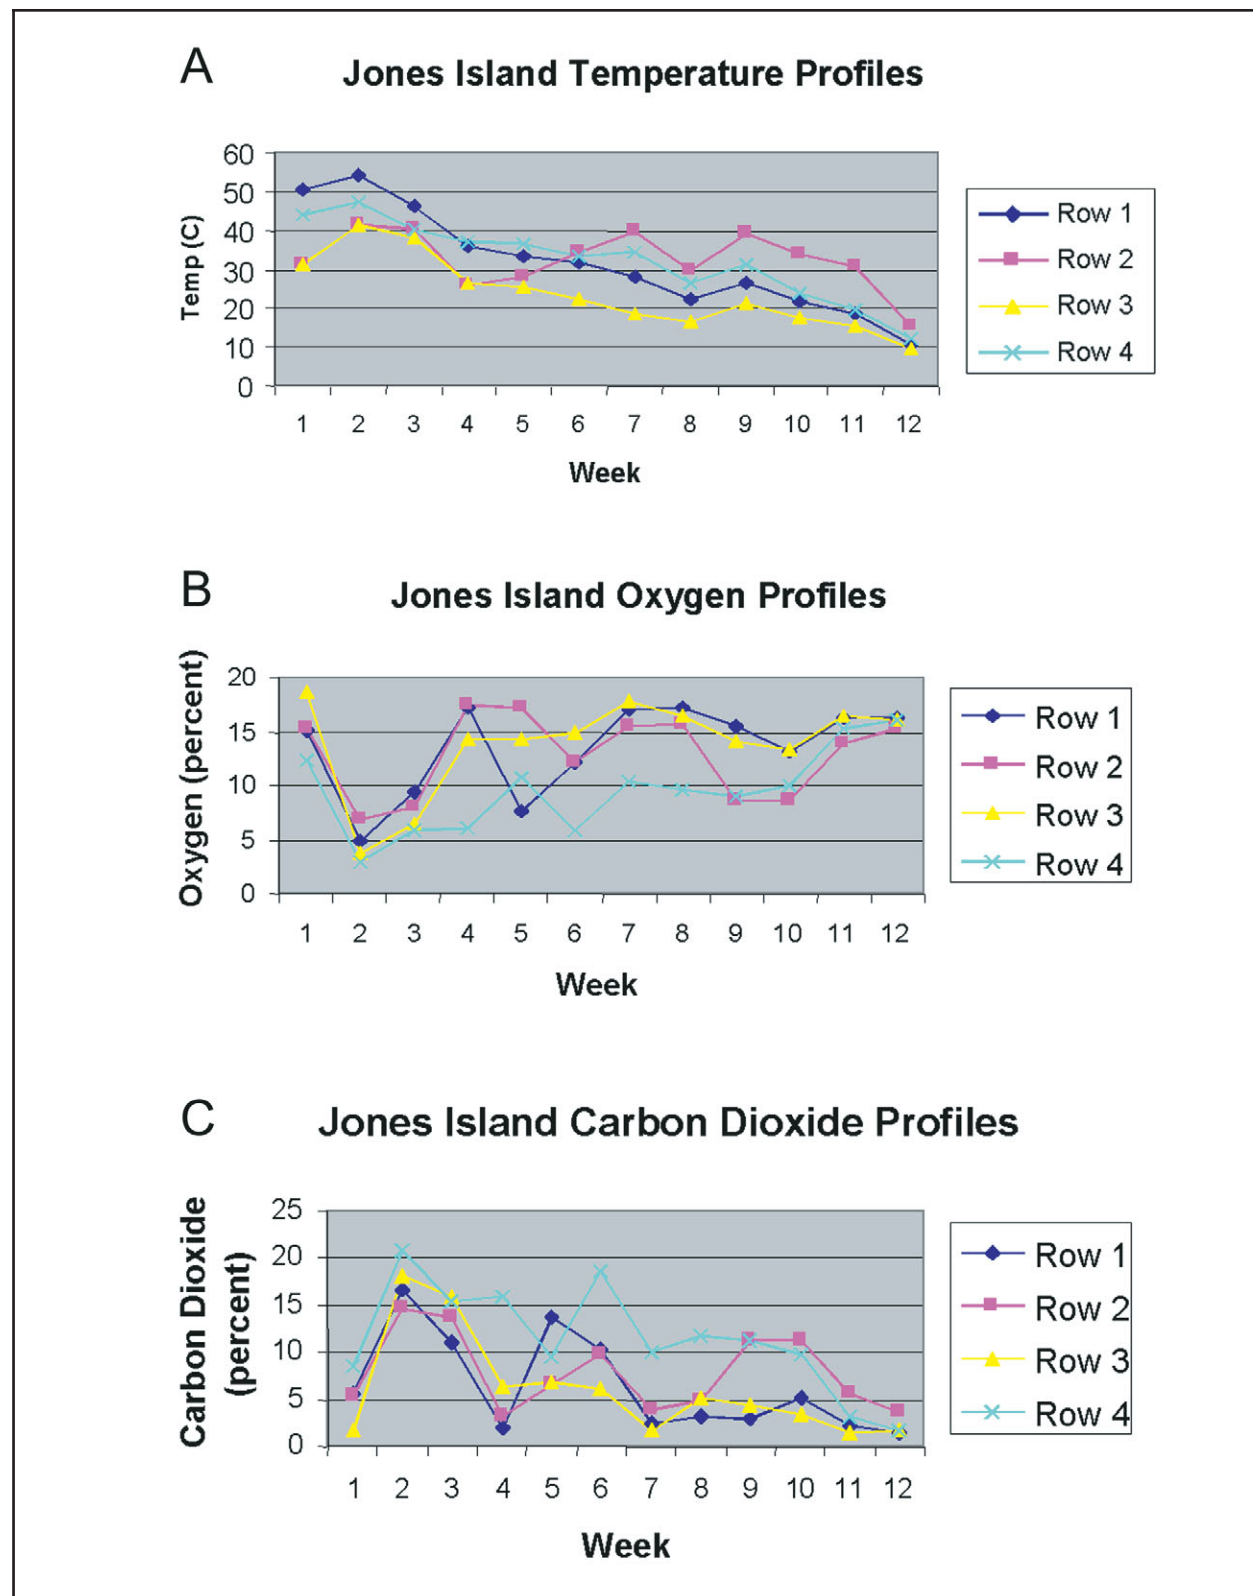 A
Jones Island Temperature Profiles
60
50
40
30
20
10
0
Temp (C)
1 2 3 4 5 6 7 8 9 10 11 12
Week
Row 1
Row 2
Row 3
Row 4
B
Jones Island Oxygen Profiles
20
15
10
5
0
Oxygen (percent)
1 2 3 4 5 6 7 8 9 10 11 12
Week
Row 1
Row 2
Row 3
Row 4
C
Jones Island Carbon Dioxide Profiles
25
20
15
10
5
0
Carbon Dioxide
(percent)
1 2 3 4 5 6 7 8 9 10 11 12
Week
Row 1
Row 2
Row 3
Row 4